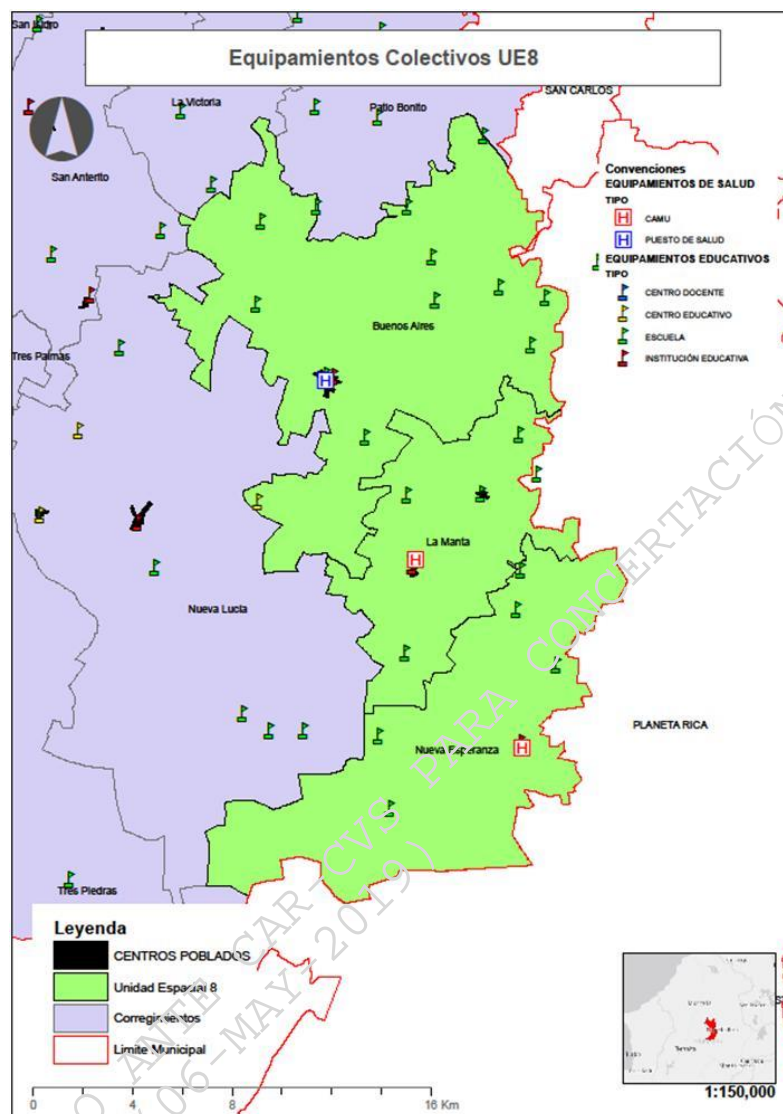 San Isidro
Equipamientos Colectivos UE8
SAN CARLOS
La Victoria
Patio Bonito
San Anterito
Convenciones
EQUIPAMIENTOS DE SALUD
TIPO
H CAMU
H PUESTO DE SALUD
EQUIPAMIENTOS EDUCATIVOS
TIPO
CENTRO DOCENTE
CENTRO EDUCATIVO
ESCUELA
INSTITUCIÓN EDUCATIVA
Buenos Aires
Tres Palmas
H
La Manta
H
Nueva Lucía
PLANETA RICA
Nueva Esperanza
H
Tres Piedras
Leyenda
CENTROS POBLADOS
Unidad Espacial 8
Corregimientos
Limite Municipal
O ANTE CAR-CVS PARA CONCERTACIÓN
06-MAY-2019)
0 4 8 12 16 Km
1:150,000